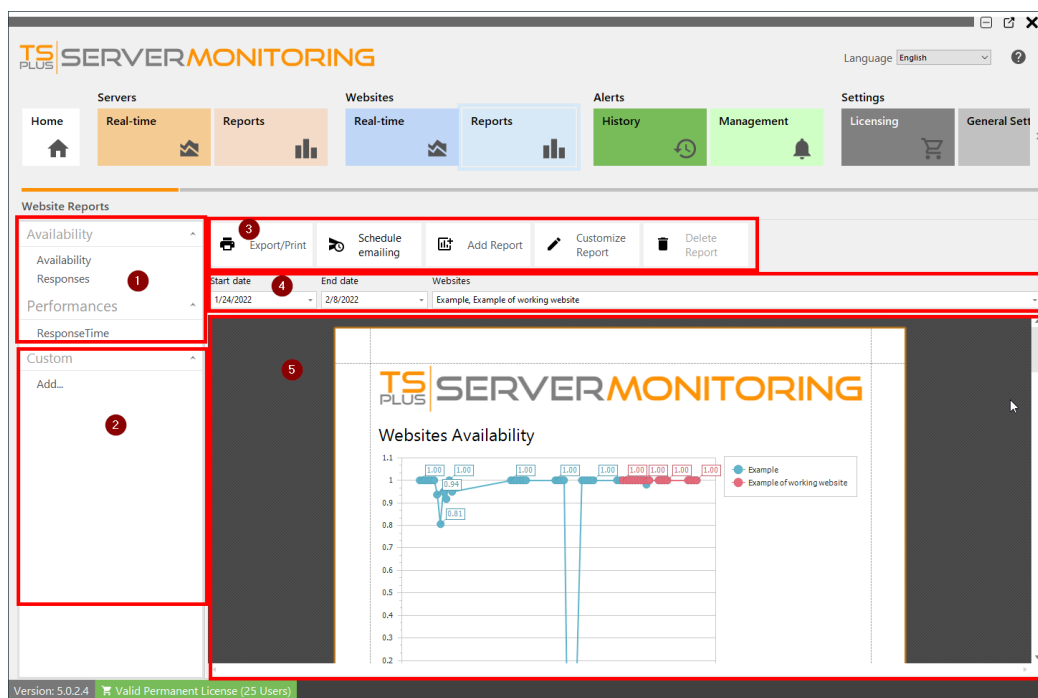 TS PLUS SERVERMONITORING
Language English
Servers Websites Alerts Settings
Home Real-time Reports Real-time Reports History Management Licensing General Sett
Website Reports
Availability
Availability
Responses
1
Performances
ResponseTime
Custom
Add...
2
3
Export/Print
Schedule
emailing
Add Report
Customize
Report
Delete
Report
Start date 4 End date Websites
1/24/2022 2/8/2022 Example, Example of working website
5
TS PLUS SERVERMONITORING
Websites Availability
1.1
1
0.9
0.8
0.7
0.6
0.5
0.4
0.3
0.2
1.00 1.00 1.00 1.00 1.00 1.00 1.00 1.00 1.00
0.94
0.81
Example
Example of working website
Version: 5.0.2.4 Valid Permanent License (25 Users)